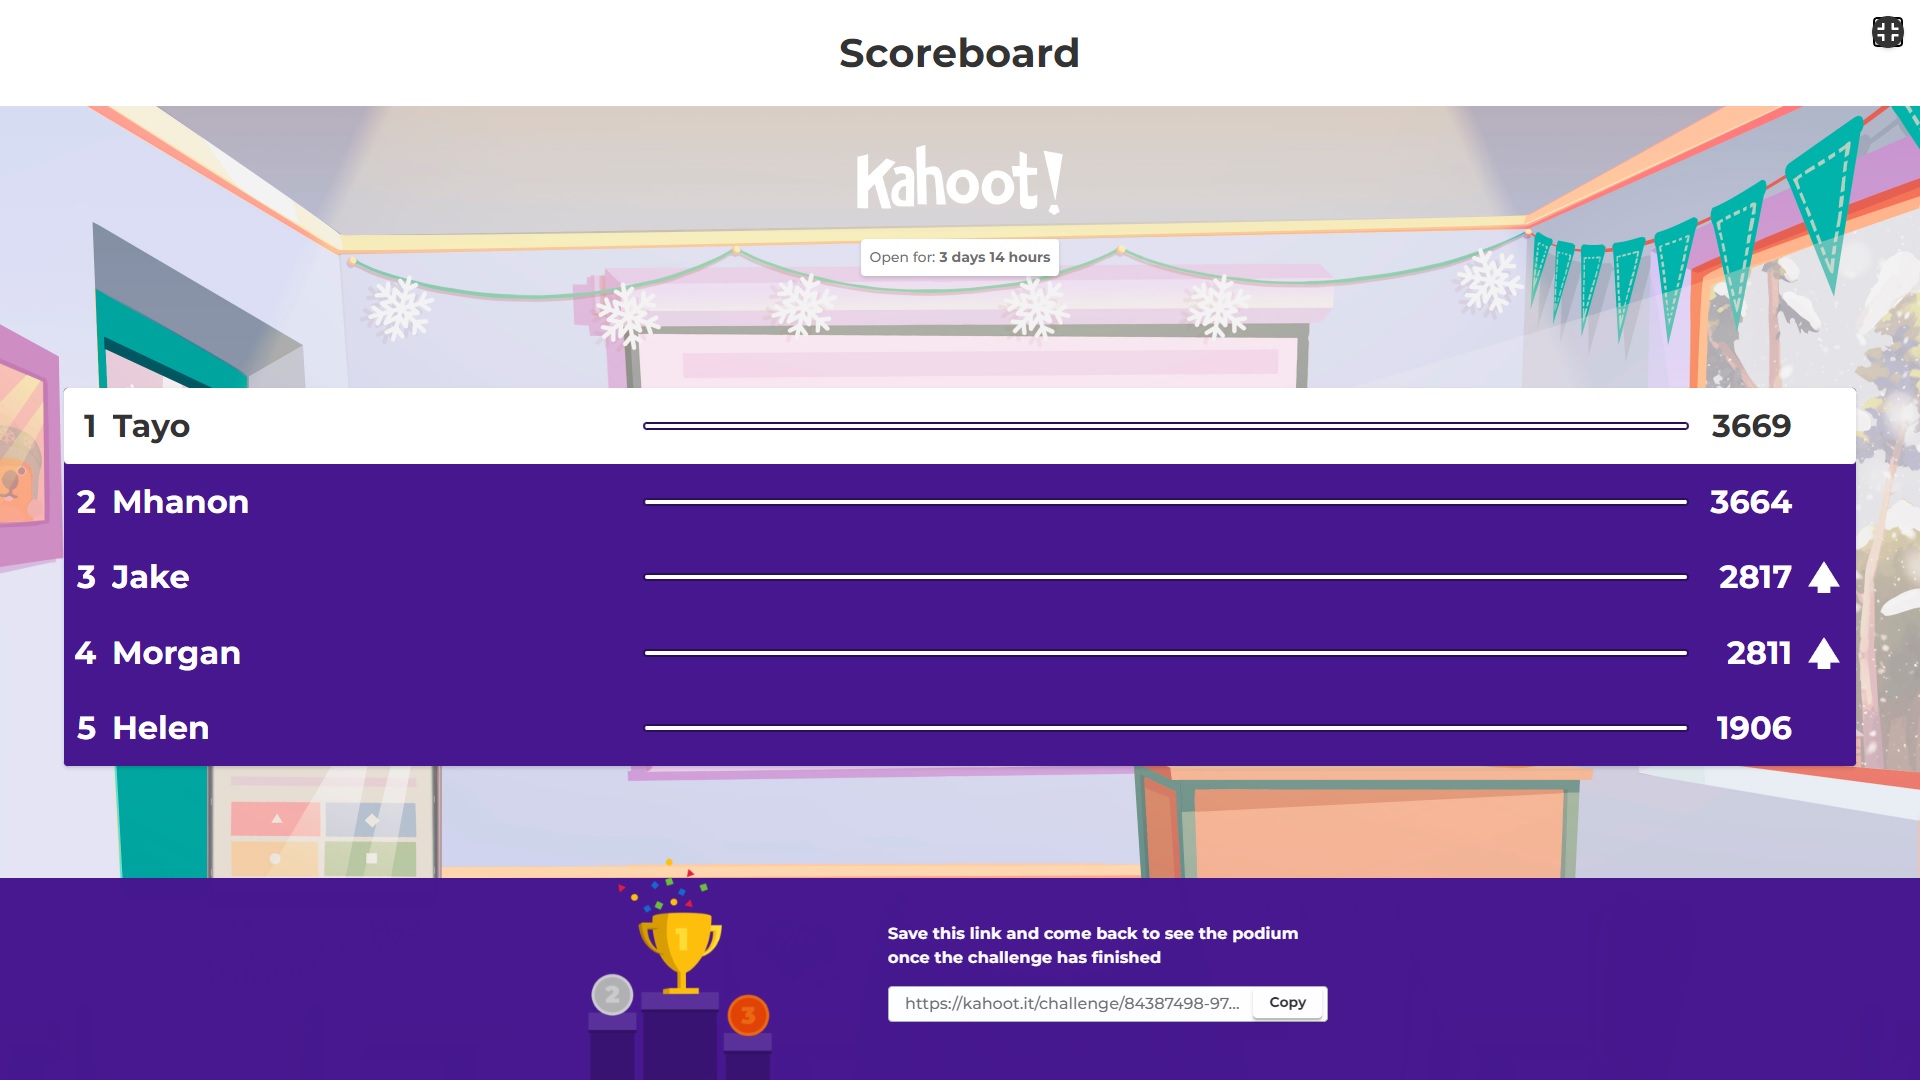 Scoreboard
Kahoot!
Open for: 3 days 14 hours
1 Tayo 3669
2 Mhanon 3664
3 Jake 2817
4 Morgan 2811
5 Helen 1906
1
2
3
Save this link and come back to see the podium
once the challenge has finished
https://kahoot.it/challenge/84387498-97... Copy